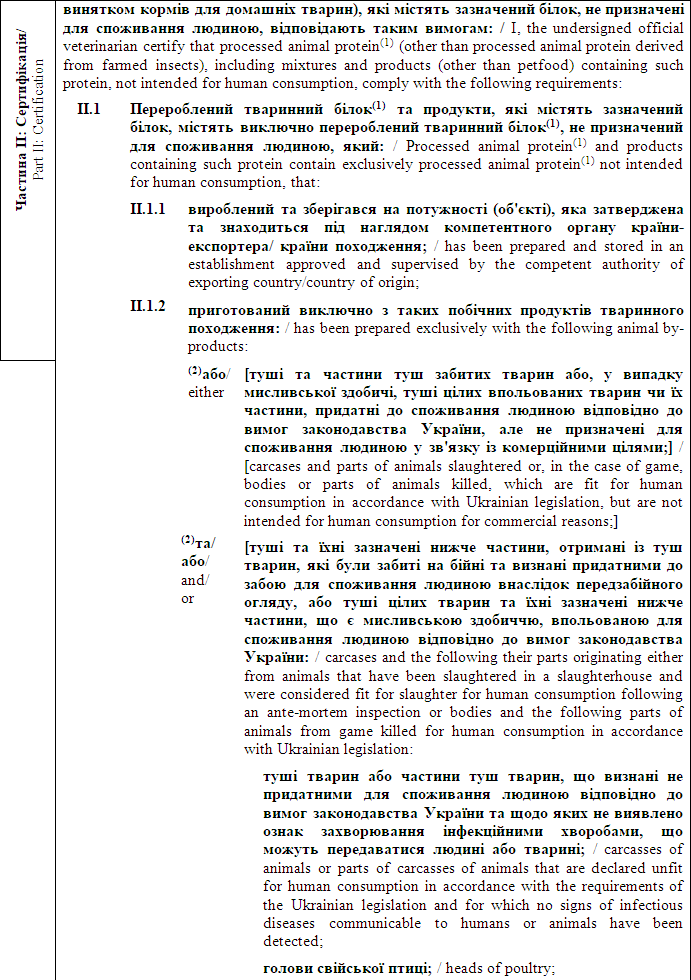 Частина ІІ: Сертифікація/
Part II: Certification
винятком кормів для домашніх тварин), які містять зазначений білок, не призначені
для споживання людиною, відповідають таким вимогам: / I, the undersigned official
veterinarian certify that processed animal protein(1) (other than processed animal protein derived
from farmed insects), including mixtures and products (other than petfood) containing such
protein, not intended for human consumption, comply with the following requirements:
II.1 Перероблений тваринний білок(1) та продукти, які містять зазначений
білок, містять виключно перероблений тваринний білок(1), не призначений
для споживання людиною, який: / Processed animal protein(1) and products
containing such protein contain exclusively processed animal protein(1) not intended
for human consumption, that:
II.1.1 вироблений та зберігався на потужності (об'єкті), яка затверджена
та знаходиться під наглядом компетентного органу країни-
експортера/ країни походження; / has been prepared and stored in an
establishment approved and supervised by the competent authority of
exporting country/country of origin;
II.1.2 приготований виключно з таких побічних продуктів тваринного
походження: / has been prepared exclusively with the following animal by-
products:
(2)або/ [туші та частини туш забитих тварин або, у випадку
either мисливської здобичі, туші цілих впольованих тварин чи їх
частини, придатні до споживання людиною відповідно до
вимог законодавства України, але не призначені для
споживання людиною у зв'язку із комерційними цілями;] /
[carcases and parts of animals slaughtered or, in the case of game,
bodies or parts of animals killed, which are fit for human
consumption in accordance with Ukrainian legislation, but are not
intended for human consumption for commercial reasons;]
(2)та/ [туші та їхні зазначені нижче частини, отримані із туш
або/ тварин, які були забиті на бійні та визнані придатними до
and/ забою для споживання людиною внаслідок передзабійного
or огляду, або туші цілих тварин та їхні зазначені нижче
частини, що є мисливською здобиччю, впольованою для
споживання людиною відповідно до вимог законодавства
України: / carcases and the following their parts originating either
from animals that have been slaughtered in a slaughterhouse and
were considered fit for slaughter for human consumption following
an ante-mortem inspection or bodies and the following parts of
animals from game killed for human consumption in accordance
with Ukrainian legislation:
туші тварин або частини туш тварин, що визнані не
придатними для споживання людиною відповідно до
вимог законодавства України та щодо яких не виявлено
ознак захворювання інфекційними хворобами, що
можуть передаватися людині або тварині; / carcasses of
animals or parts of carcasses of animals that are declared unfit
for human consumption in accordance with the requirements of
the Ukrainian legislation and for which no signs of infectious
diseases communicable to humans or animals have been
detected;
голови свійської птиці; / heads of poultry;